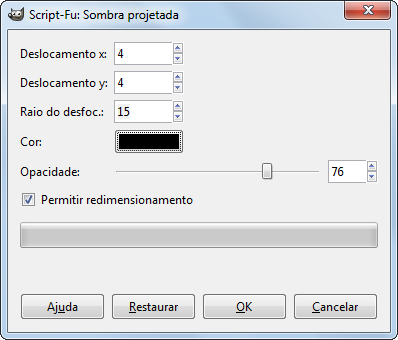 Script-Fu: Sombra projetada
Deslocamento x: 4
Deslocamento y: 4
Raio do desfoc.: 15
Cor:
Opacidade: 76
Permitir redimensionamento
Ajuda Restaurar OK Cancelar